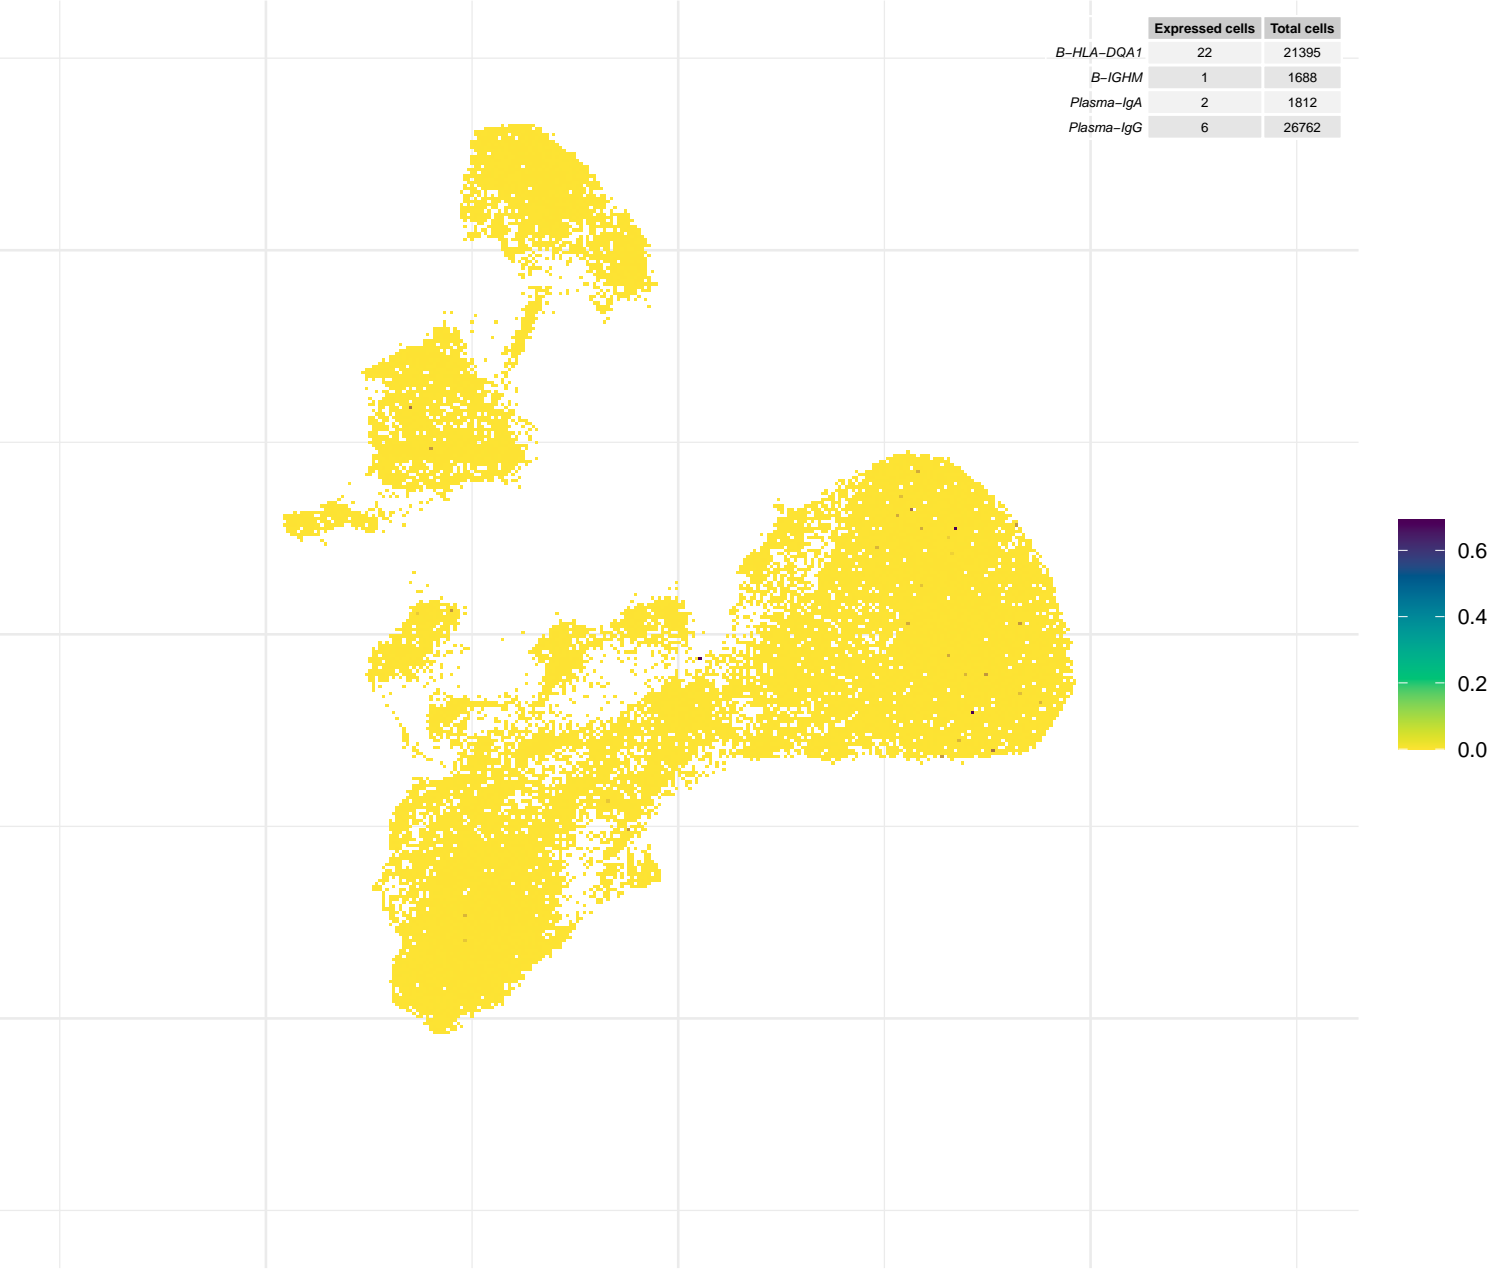 Expressed cells Total cells
B−HLA−DQA1 22 21395
B−IGHM 1 1688
Plasma−IgA 2 1812
Plasma−IgG 6 26762
0.6
0.4
0.2
0.0